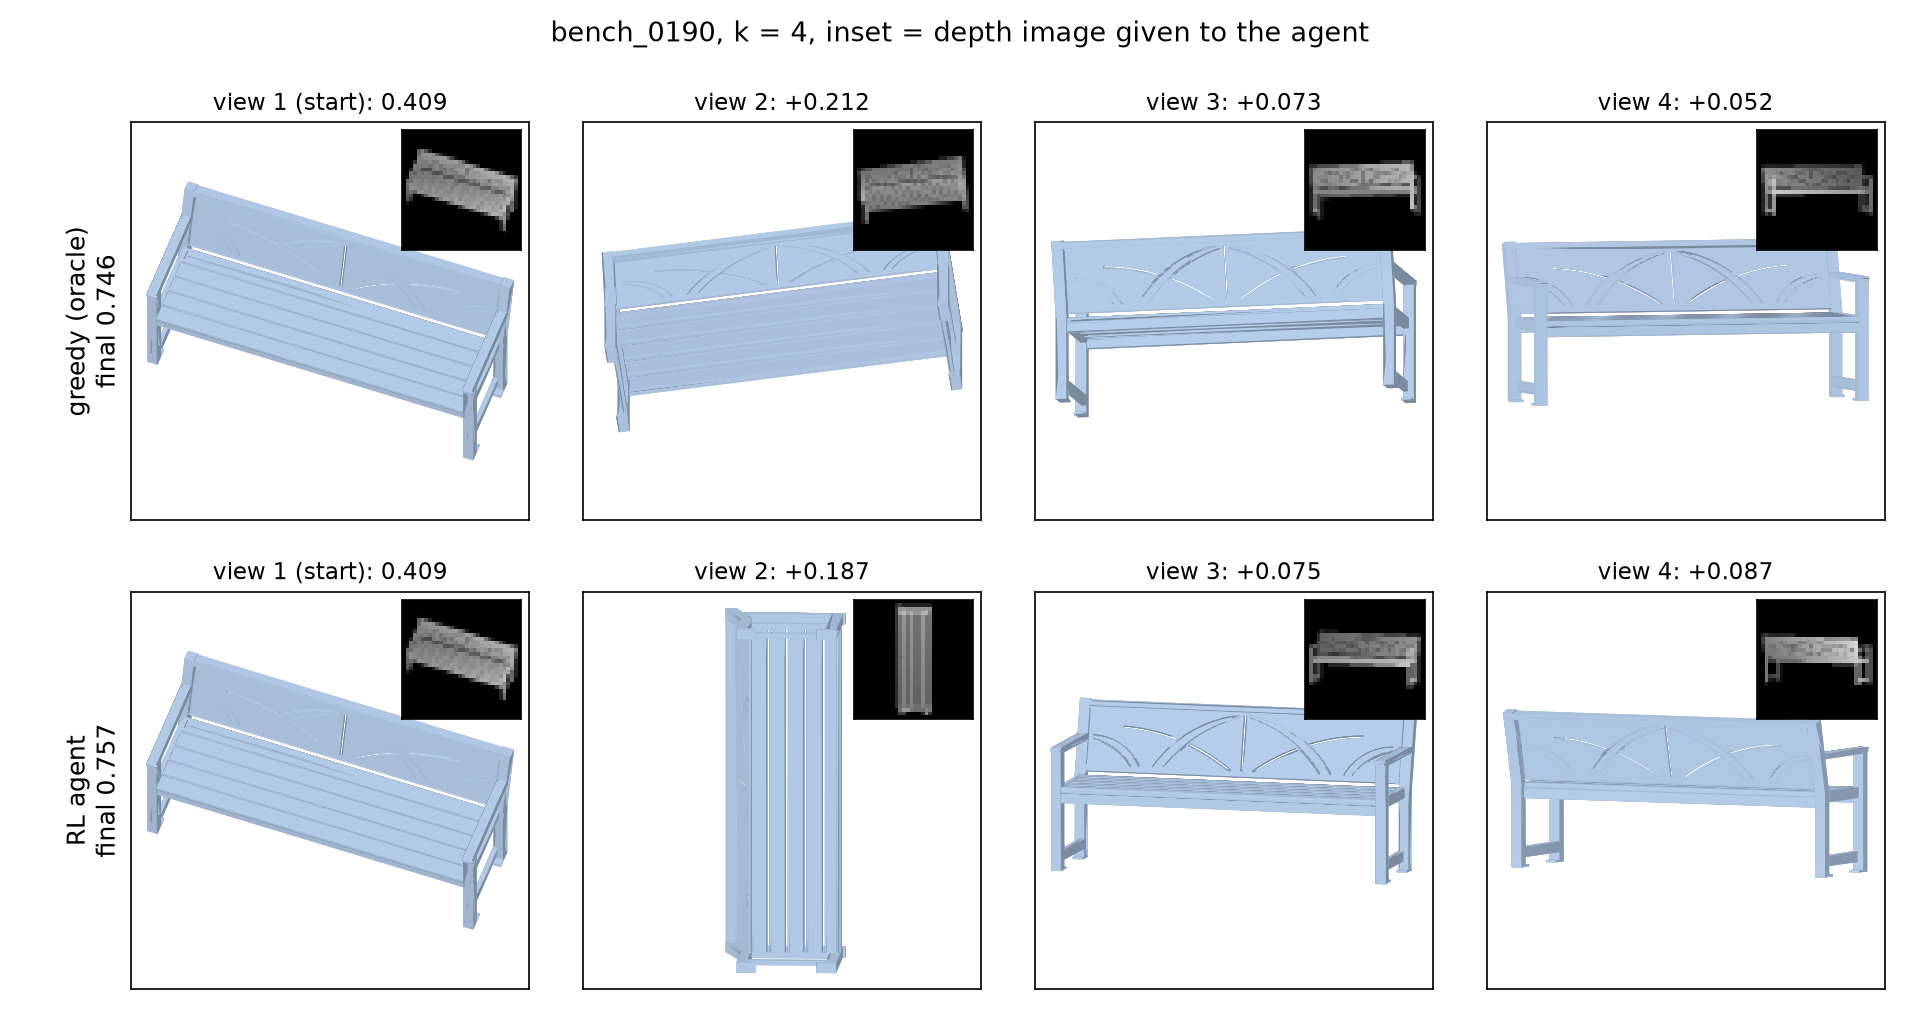 bench_0190, k = 4, inset = depth image given to the agent
view 1 (start): 0.409
view 2: +0.212
view 3: +0.073
view 4: +0.052
greedy (oracle)
final 0.746
view 1 (start): 0.409
view 2: +0.187
view 3: +0.075
view 4: +0.087
RL agent
final 0.757